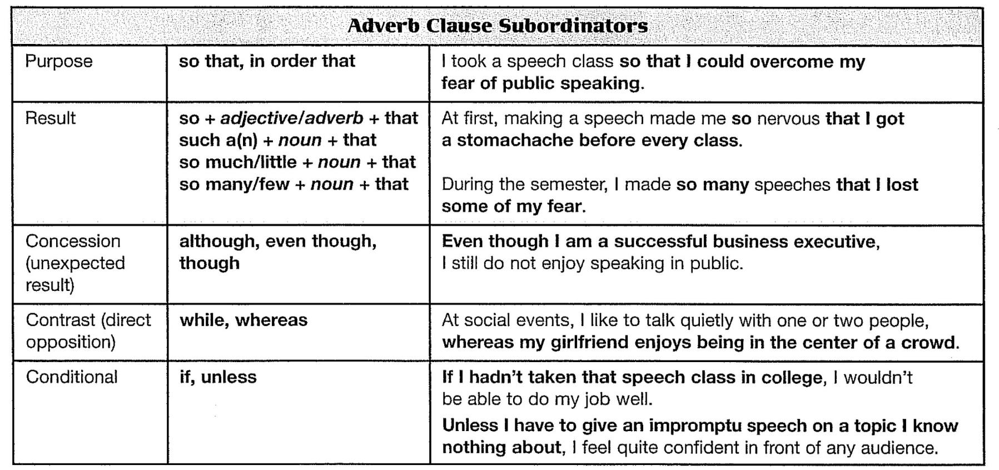 Adverb Clause Subordinators
Purpose
so that, in order that
I took a speech class so that I could overcome my
fear of public speaking.
Result
so + adjective/adverb + that
such a(n) + noun + that
so much/little + noun + that
so many/few + noun + that
At first, making a speech made me so nervous that I got
a stomachache before every class.
During the semester, I made so many speeches that I lost
some of my fear.
Concession
(unexpected
result)
although, even though,
though
Even though I am a successful business executive,
I still do not enjoy speaking in public.
Contrast (direct
opposition)
while, whereas
At social events, I like to talk quietly with one or two people,
whereas my girlfriend enjoys being in the center of a crowd.
Conditional
if, unless
If I hadn't taken that speech class in college, I wouldn't
be able to do my job well.
Unless I have to give an impromptu speech on a topic I know
nothing about, I feel quite confident in front of any audience.